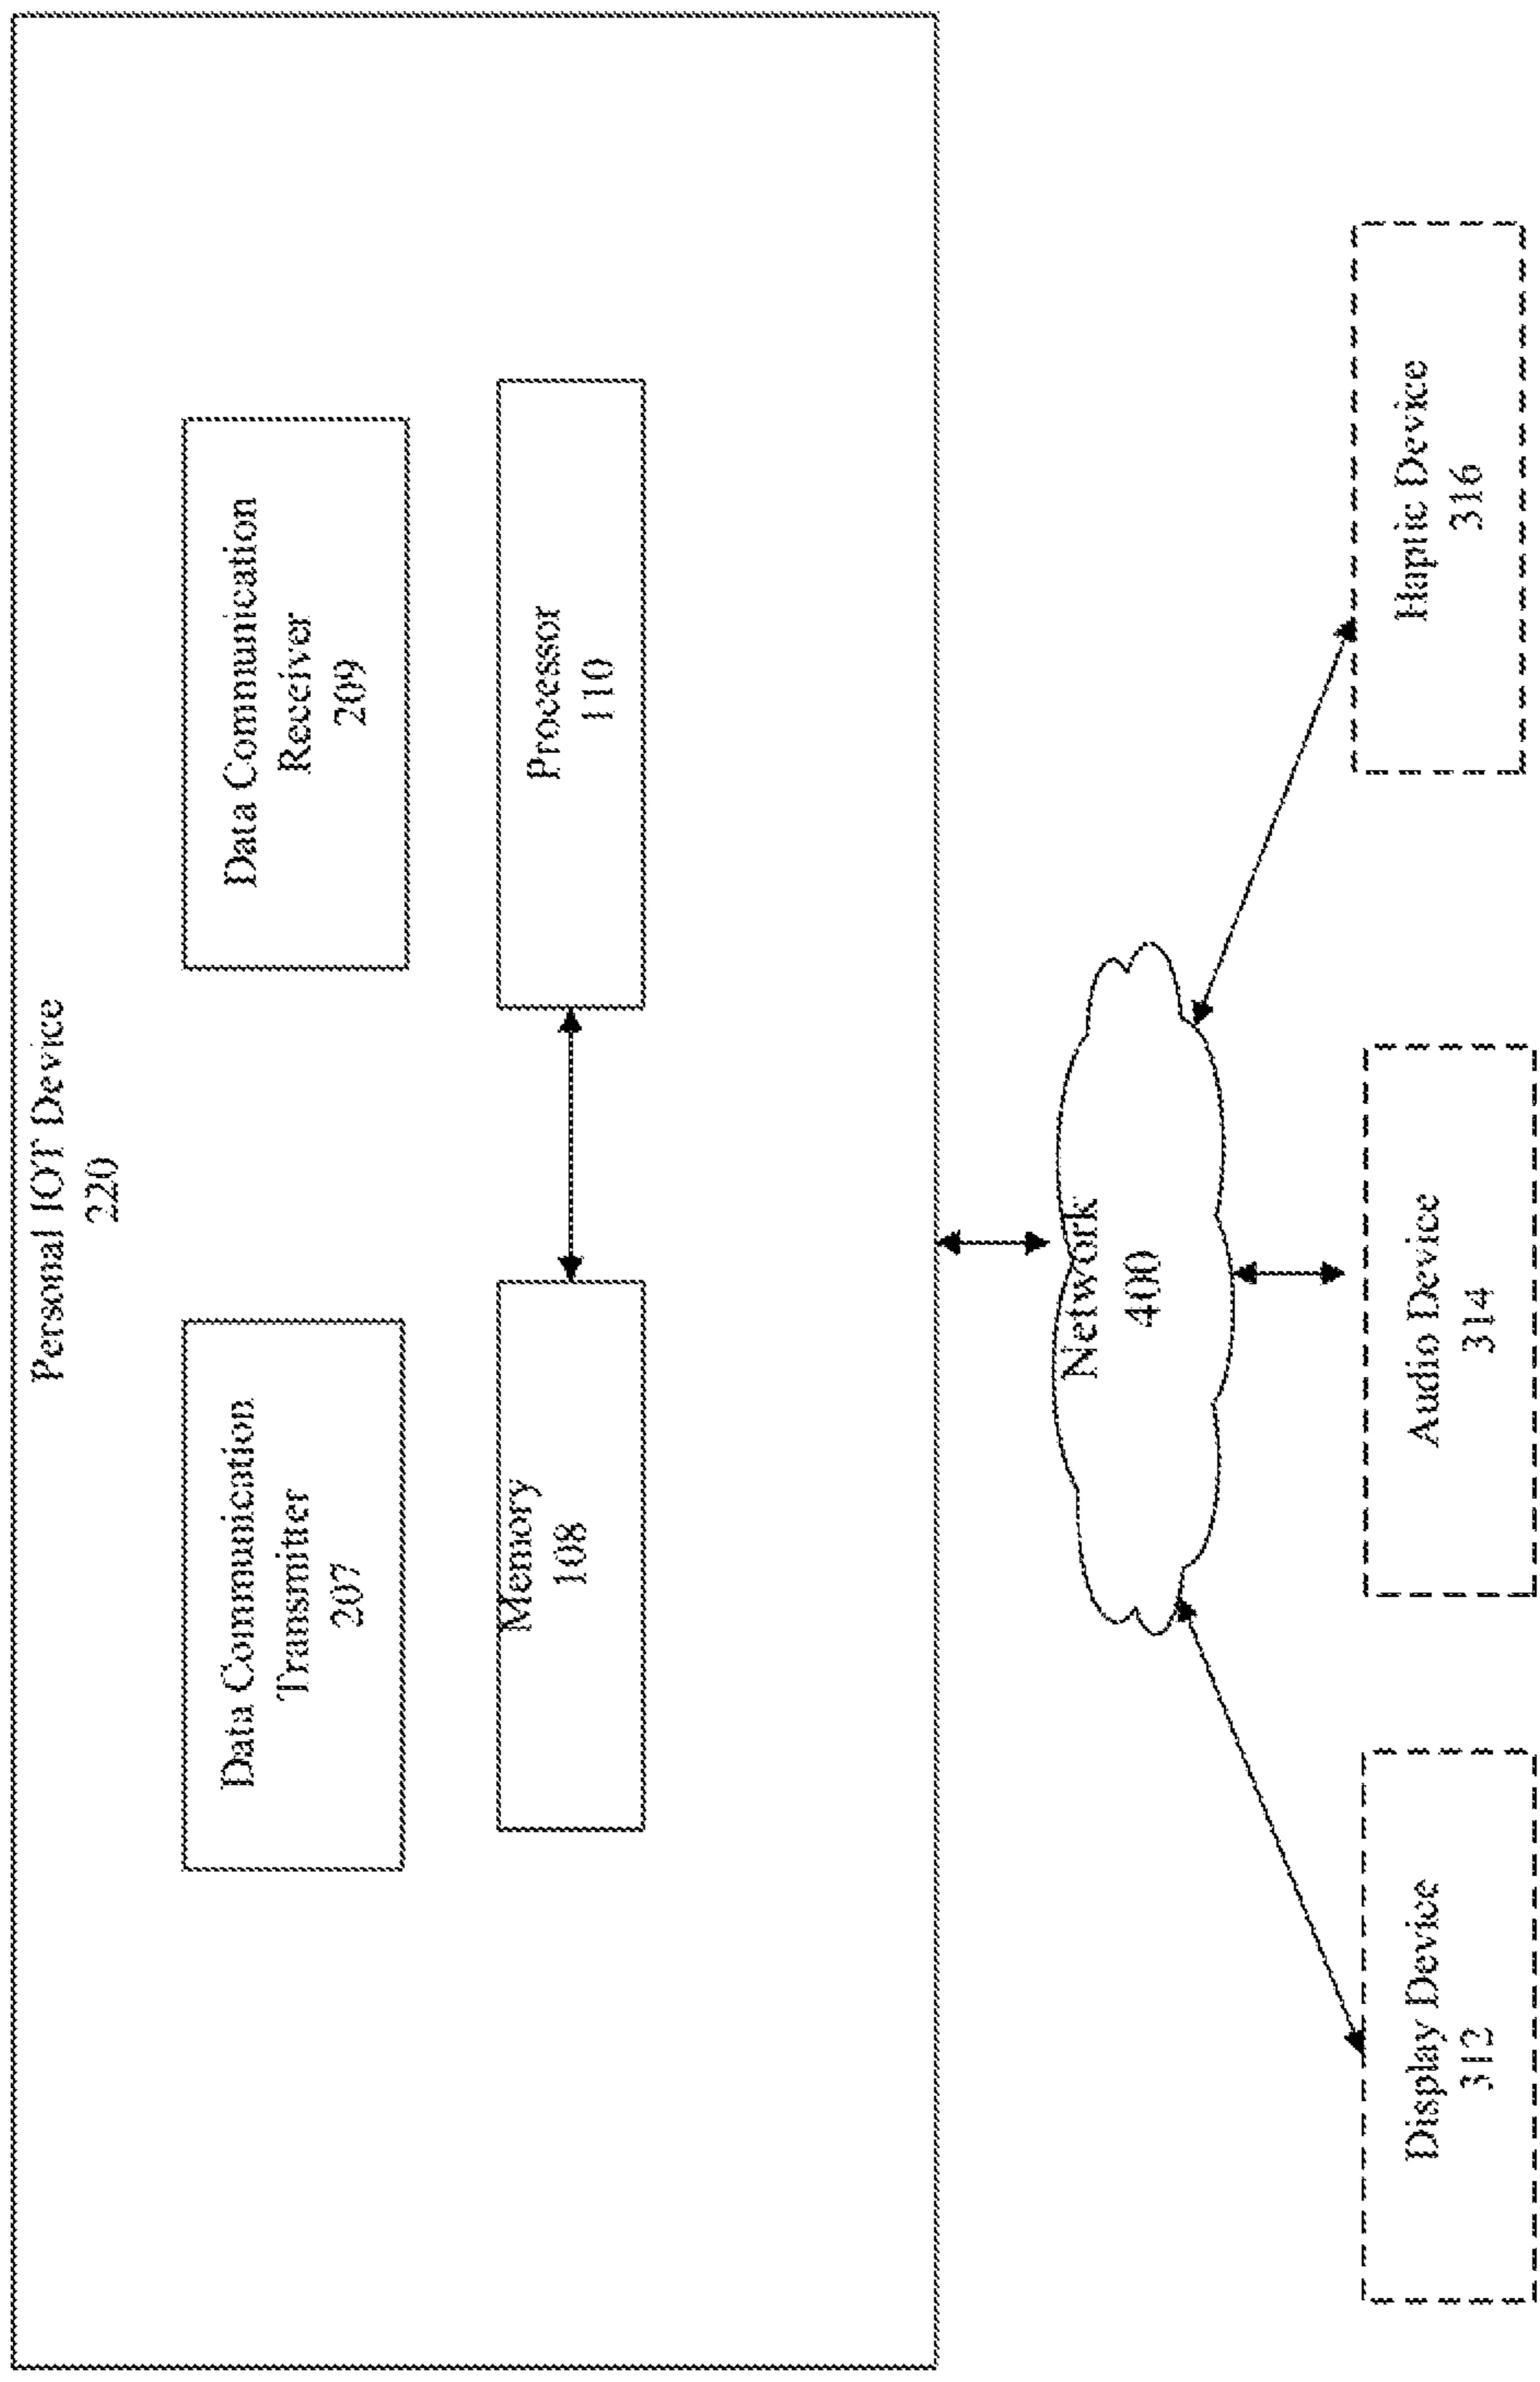 Personal IOT Device
220
Data Communication
Transmitter
207
Data Communication
Receiver
209
Memory
108
Processor
110
Network
400
Display Device
312
Audio Device
314
Haptic Device
316